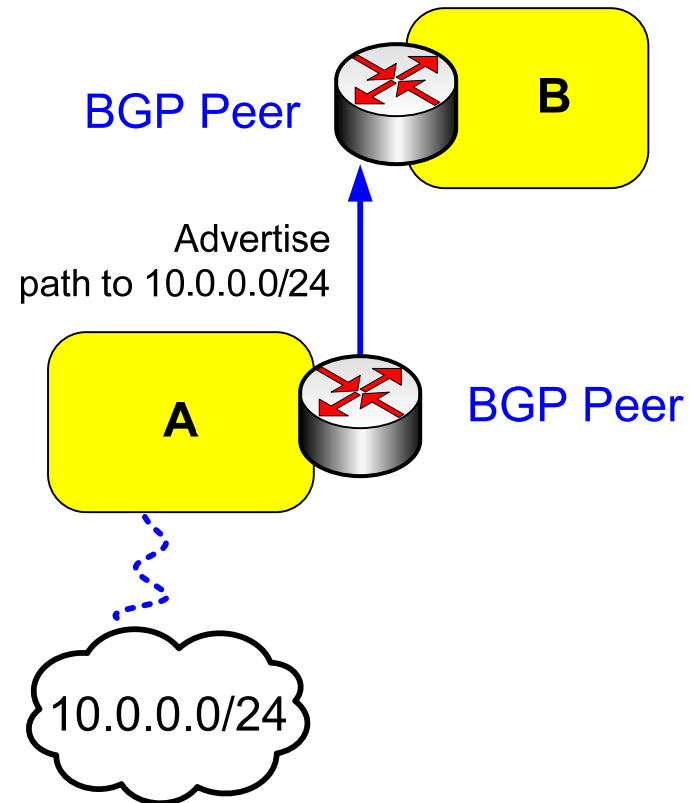 B
BGP Peer
Advertise
path to 10.0.0.0/24
A
BGP Peer
10.0.0.0/24